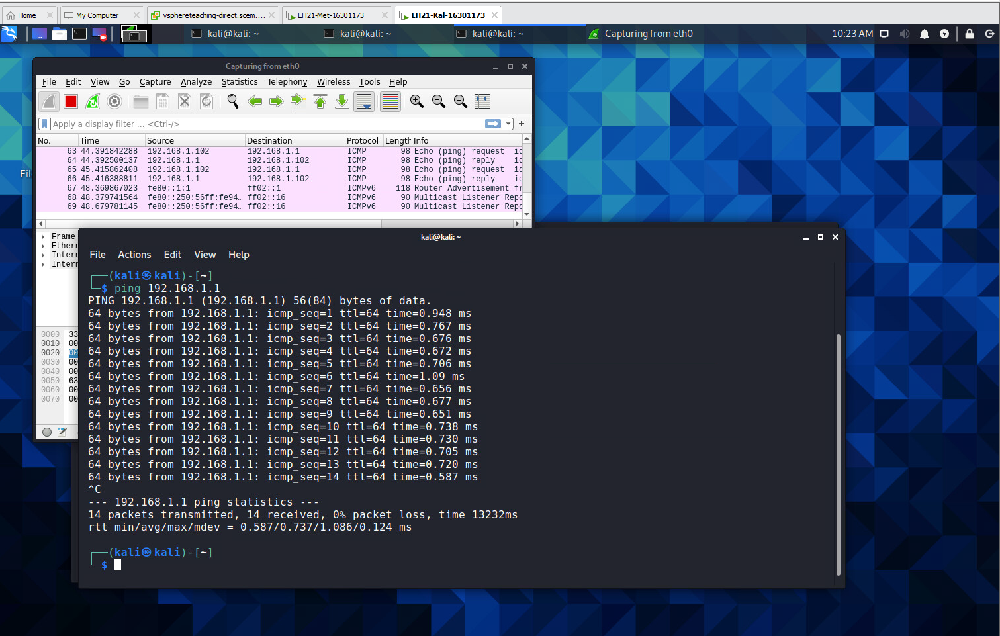 Home
My Computer
vsphereteaching-direct.scem....
EH21-Met-16301173
EH21-Kal-16301173
kali@kali: ~
kali@kali: ~
kali@kali: ~
Capturing from eth0
10:23 AM
Capturing from eth0
File Edit View Go Capture Analyze Statistics Telephony Wireless Tools Help
Apply a display filter … <Ctrl-/>
No. Time Source Destination Protocol Length Info
63 44.391842288 192.168.1.102 192.168.1.1 ICMP 98 Echo (ping) request id
64 44.392500137 192.168.1.1 192.168.1.102 ICMP 98 Echo (ping) reply id
65 45.415862408 192.168.1.102 192.168.1.1 ICMP 98 Echo (ping) request id
66 45.416388811 192.168.1.1 192.168.1.102 ICMP 98 Echo (ping) reply id
67 48.369867023 fe80::1:1 ff02::1 ICMPv6 118 Router Advertisement fr
68 48.379741564 fe80::250:56ff:fe94… ff02::16 ICMPv6 90 Multicast Listener Repo
69 48.679781145 fe80::250:56ff:fe94… ff02::16 ICMPv6 90 Multicast Listener Repo
File
Frame
Ethern
Intern
Intern
0000 33
0010 00
0020 00
0030 00
0040 00
0050 63
0060 00
0070 00
kali@kali: ~
File Actions Edit View Help
(kali㉿kali)-[~]
$ ping 192.168.1.1
PING 192.168.1.1 (192.168.1.1) 56(84) bytes of data.
64 bytes from 192.168.1.1: icmp_seq=1 ttl=64 time=0.948 ms
64 bytes from 192.168.1.1: icmp_seq=2 ttl=64 time=0.767 ms
64 bytes from 192.168.1.1: icmp_seq=3 ttl=64 time=0.676 ms
64 bytes from 192.168.1.1: icmp_seq=4 ttl=64 time=0.672 ms
64 bytes from 192.168.1.1: icmp_seq=5 ttl=64 time=0.706 ms
64 bytes from 192.168.1.1: icmp_seq=6 ttl=64 time=1.09 ms
64 bytes from 192.168.1.1: icmp_seq=7 ttl=64 time=0.656 ms
64 bytes from 192.168.1.1: icmp_seq=8 ttl=64 time=0.677 ms
64 bytes from 192.168.1.1: icmp_seq=9 ttl=64 time=0.651 ms
64 bytes from 192.168.1.1: icmp_seq=10 ttl=64 time=0.738 ms
64 bytes from 192.168.1.1: icmp_seq=11 ttl=64 time=0.730 ms
64 bytes from 192.168.1.1: icmp_seq=12 ttl=64 time=0.705 ms
64 bytes from 192.168.1.1: icmp_seq=13 ttl=64 time=0.720 ms
64 bytes from 192.168.1.1: icmp_seq=14 ttl=64 time=0.587 ms
^C
--- 192.168.1.1 ping statistics ---
14 packets transmitted, 14 received, 0% packet loss, time 13232ms
rtt min/avg/max/mdev = 0.587/0.737/1.086/0.124 ms
(kali㉿kali)-[~]
$